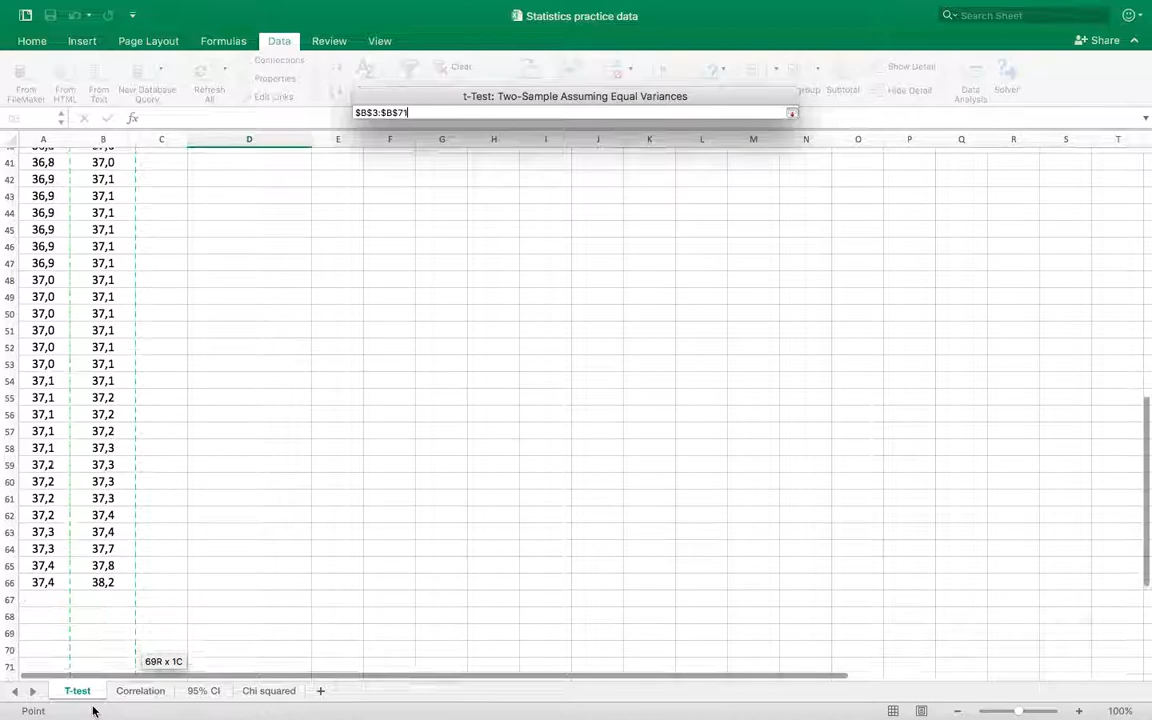 Statistics practice data
Search Sheet
Home Insert Page Layout Formulas Data Review View
Share
From FileMaker
From HTML
From Text
New Database Query
Refresh All
Connections
Properties
Edit Links
Clear
Subtotal
Show Detail
Hide Detail
Data Analysis
Solver
t-Test: Two-Sample Assuming Equal Variances
$B$3:$B$71
fx
A B C D E F G H I J K L M N O P Q R S T
41 36,8 37,0
42 36,9 37,1
43 36,9 37,1
44 36,9 37,1
45 36,9 37,1
46 36,9 37,1
47 36,9 37,1
48 37,0 37,1
49 37,0 37,1
50 37,0 37,1
51 37,0 37,1
52 37,0 37,1
53 37,0 37,1
54 37,1 37,1
55 37,1 37,2
56 37,1 37,2
57 37,1 37,2
58 37,1 37,3
59 37,2 37,3
60 37,2 37,3
61 37,2 37,3
62 37,2 37,4
63 37,3 37,4
64 37,3 37,7
65 37,4 37,8
66 37,4 38,2
67
68
69
70
71
69R x 1C
T-test Correlation 95% CI Chi squared
Point
100%